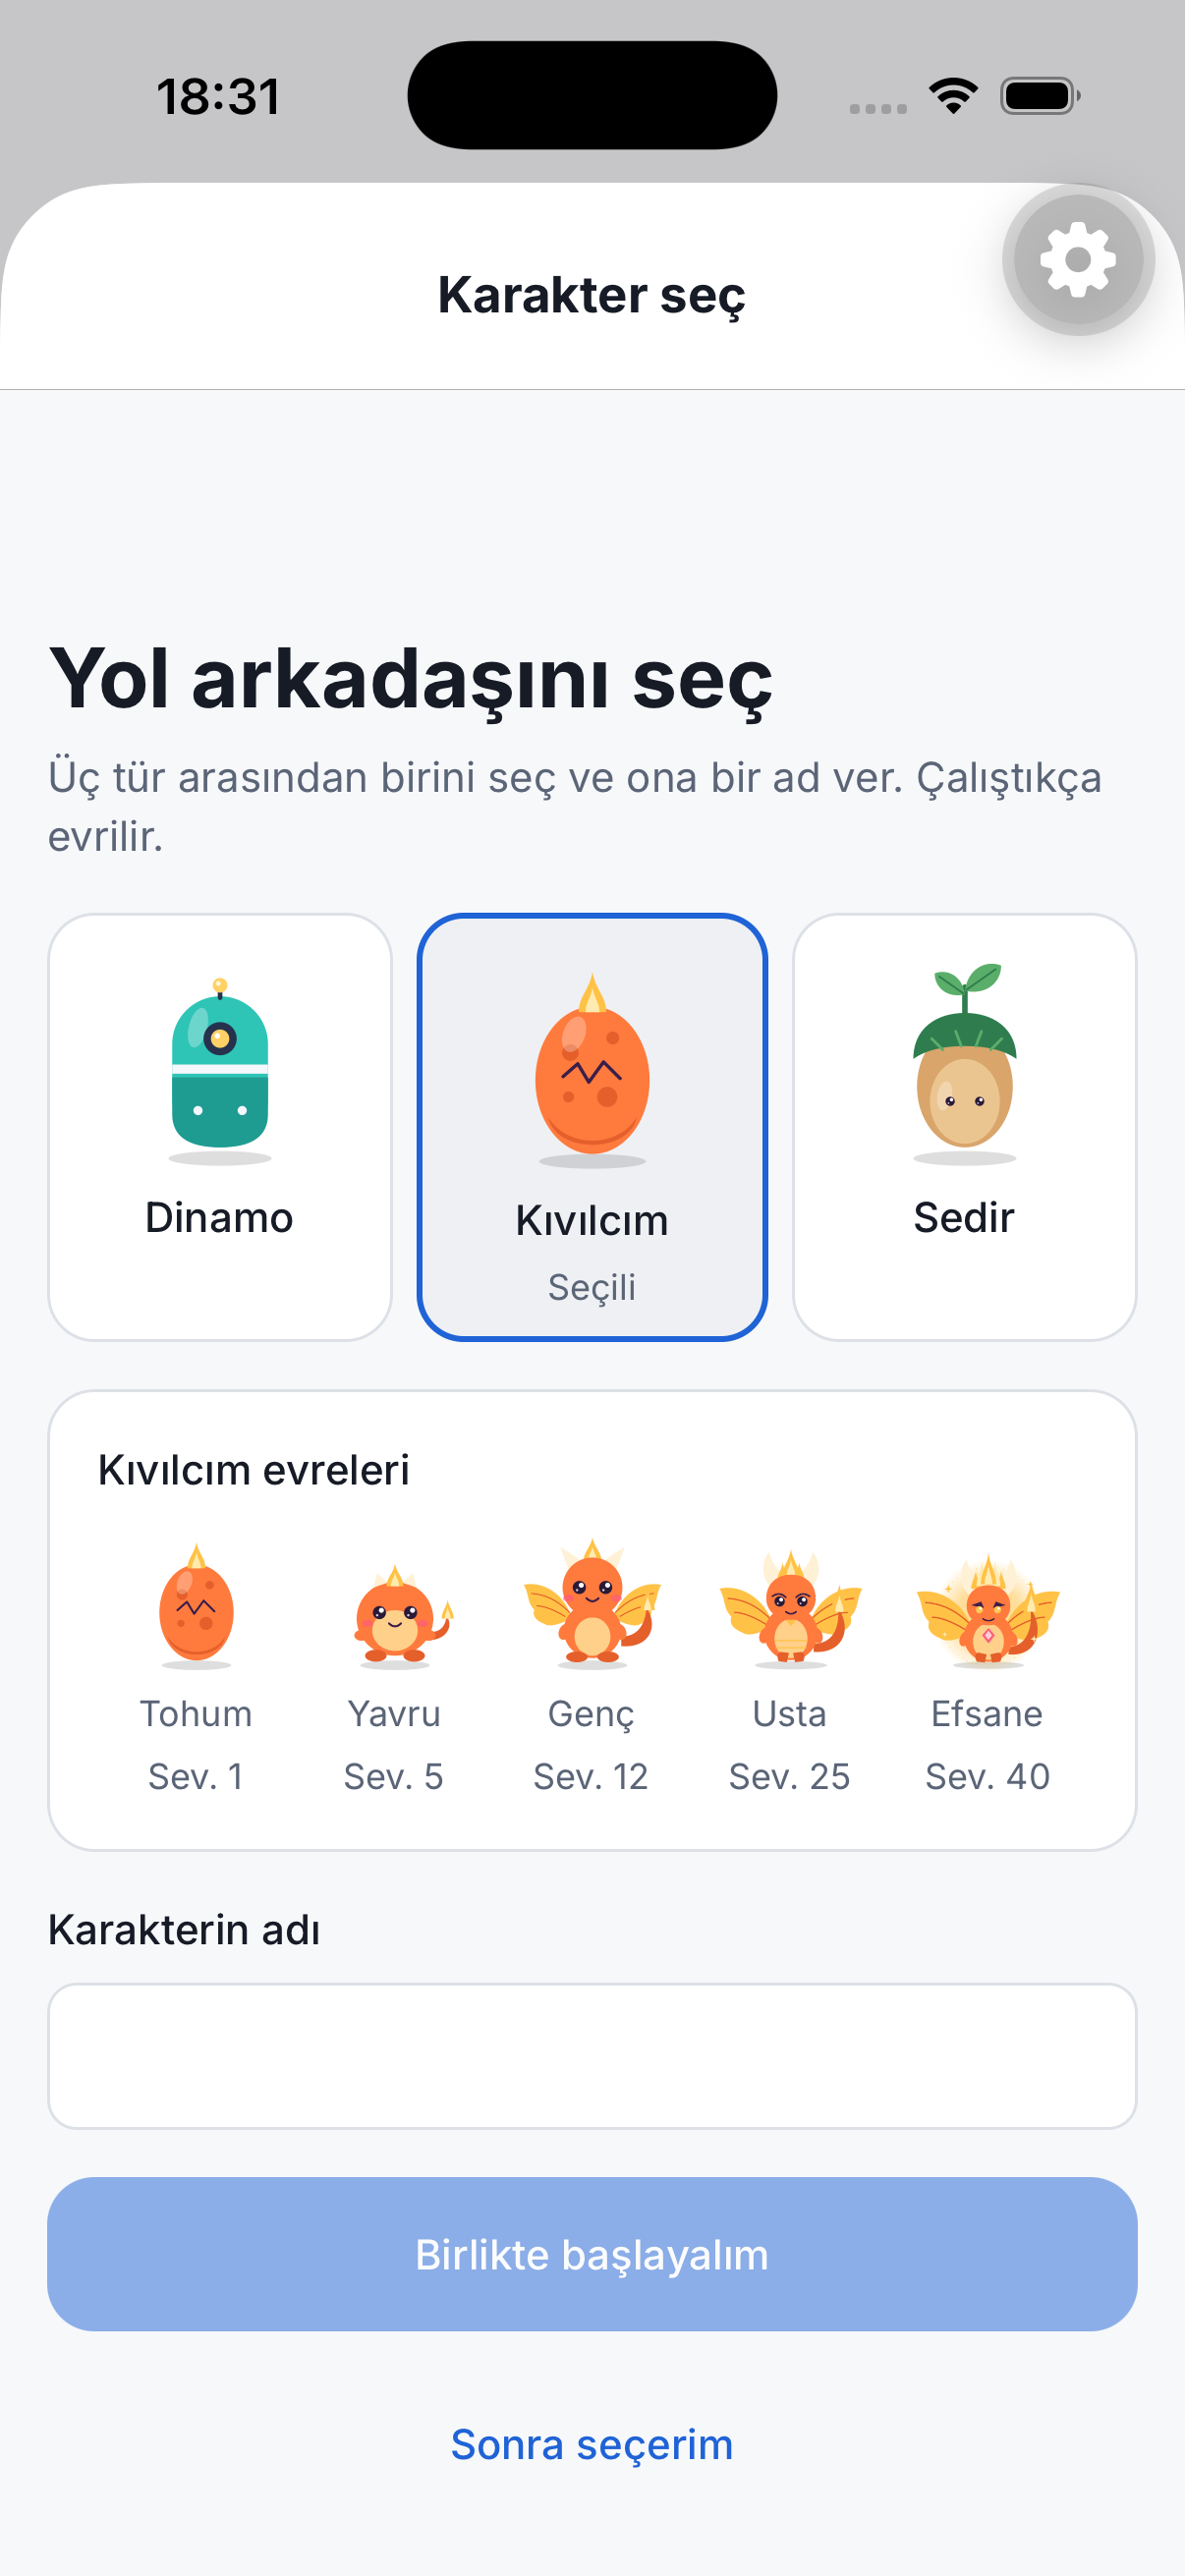 18:31
Karakter seç
Yol arkadaşını seç
Üç tür arasından birini seç ve ona bir ad ver. Çalıştıkça
evrilir.
Dinamo
Kıvılcım
Sedir
Seçili
Kıvılcım evreleri
Tohum
Yavru
Genç
Usta
Efsane
Sev. 1
Sev. 5
Sev. 12
Sev. 25
Sev. 40
Karakterin adı
Birlikte başlayalım
Sonra seçerim